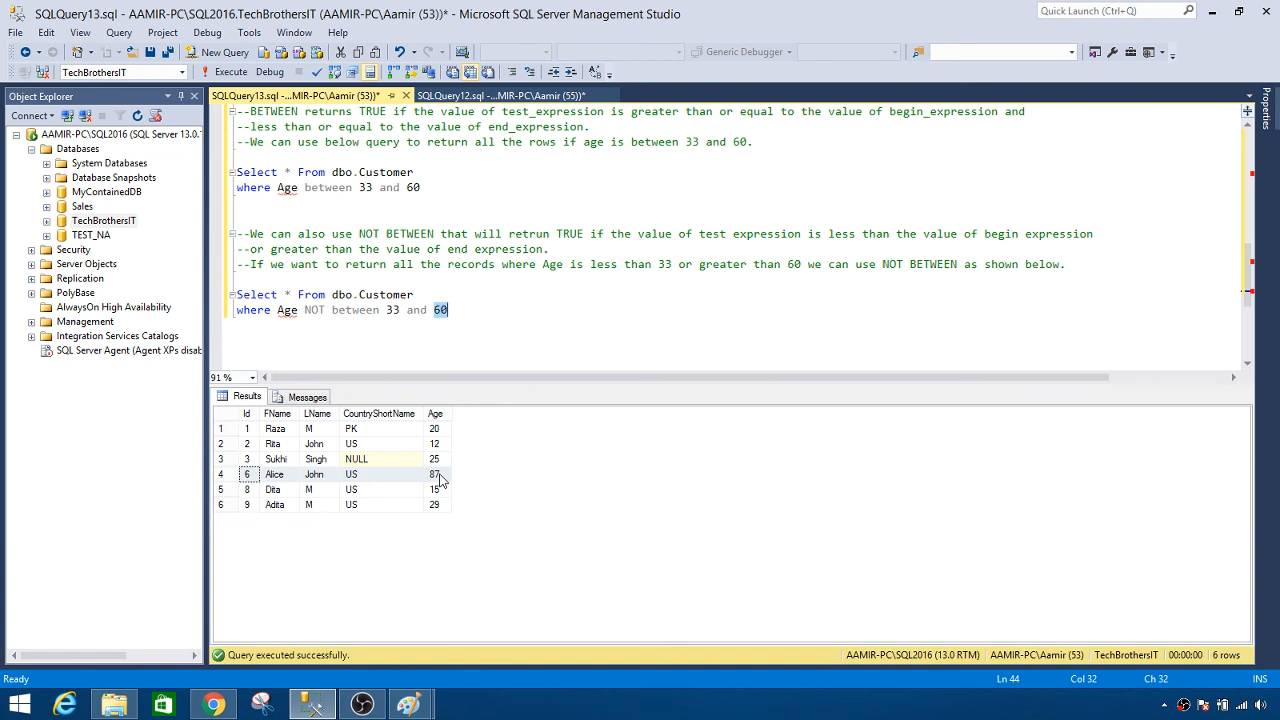 SQLQuery13.sql - AAMIR-PC\SQL2016.TechBrothersIT (AAMIR-PC\Aamir (53))* - Microsoft SQL Server Management Studio
Quick Launch (Ctrl+Q)
File Edit View Query Project Debug Tools Window Help
New Query
Generic Debugger
TechBrothersIT
Execute Debug
Object Explorer
SQLQuery13.sql -...MIR-PC\Aamir (53))*
SQLQuery12.sql -...MIR-PC\Aamir (55))*
Properties
Connect
AAMIR-PC\SQL2016 (SQL Server 13.0.
Databases
System Databases
Database Snapshots
MyContainedDB
Sales
TechBrothersIT
TEST_NA
Security
Server Objects
Replication
PolyBase
AlwaysOn High Availability
Management
Integration Services Catalogs
SQL Server Agent (Agent XPs disab
--BETWEEN returns TRUE if the value of test_expression is greater than or equal to the value of begin_expression and
--less than or equal to the value of end_expression.
--We can use below query to return all the rows if age is between 33 and 60.
Select * From dbo.Customer
where Age between 33 and 60
--We can also use NOT BETWEEN that will retrun TRUE if the value of test expression is less than the value of begin expression
--or greater than the value of end expression.
--If we want to return all the records where Age is less than 33 or greater than 60 we can use NOT BETWEEN as shown below.
Select * From dbo.Customer
where Age NOT between 33 and 60
91 %
Results Messages
Id FName LName CountryShortName Age
1 1 Raza M PK 20
2 2 Rita John US 12
3 3 Sukhi Singh NULL 25
4 6 Alice John US 87
5 8 Dita M US 15
6 9 Adita M US 29
Query executed successfully.
AAMIR-PC\SQL2016 (13.0 RTM) AAMIR-PC\Aamir (53) TechBrothersIT 00:00:00 6 rows
Ready
Ln 44 Col 32 Ch 32 INS